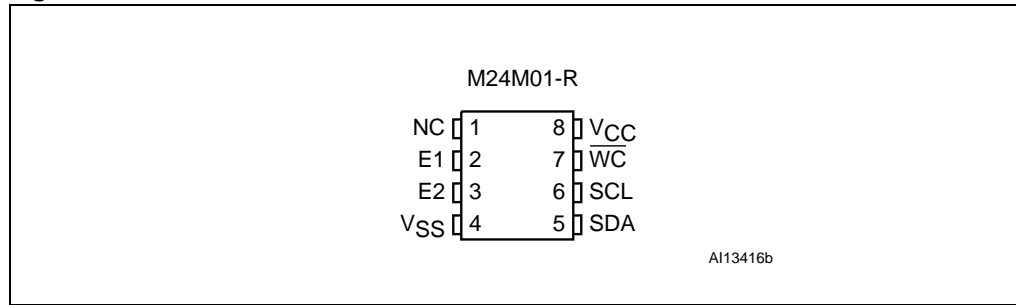 M24M01-R
NC 1 8 VCC
E1 2 7 WC
E2 3 6 SCL
VSS 4 5 SDA
AI13416b